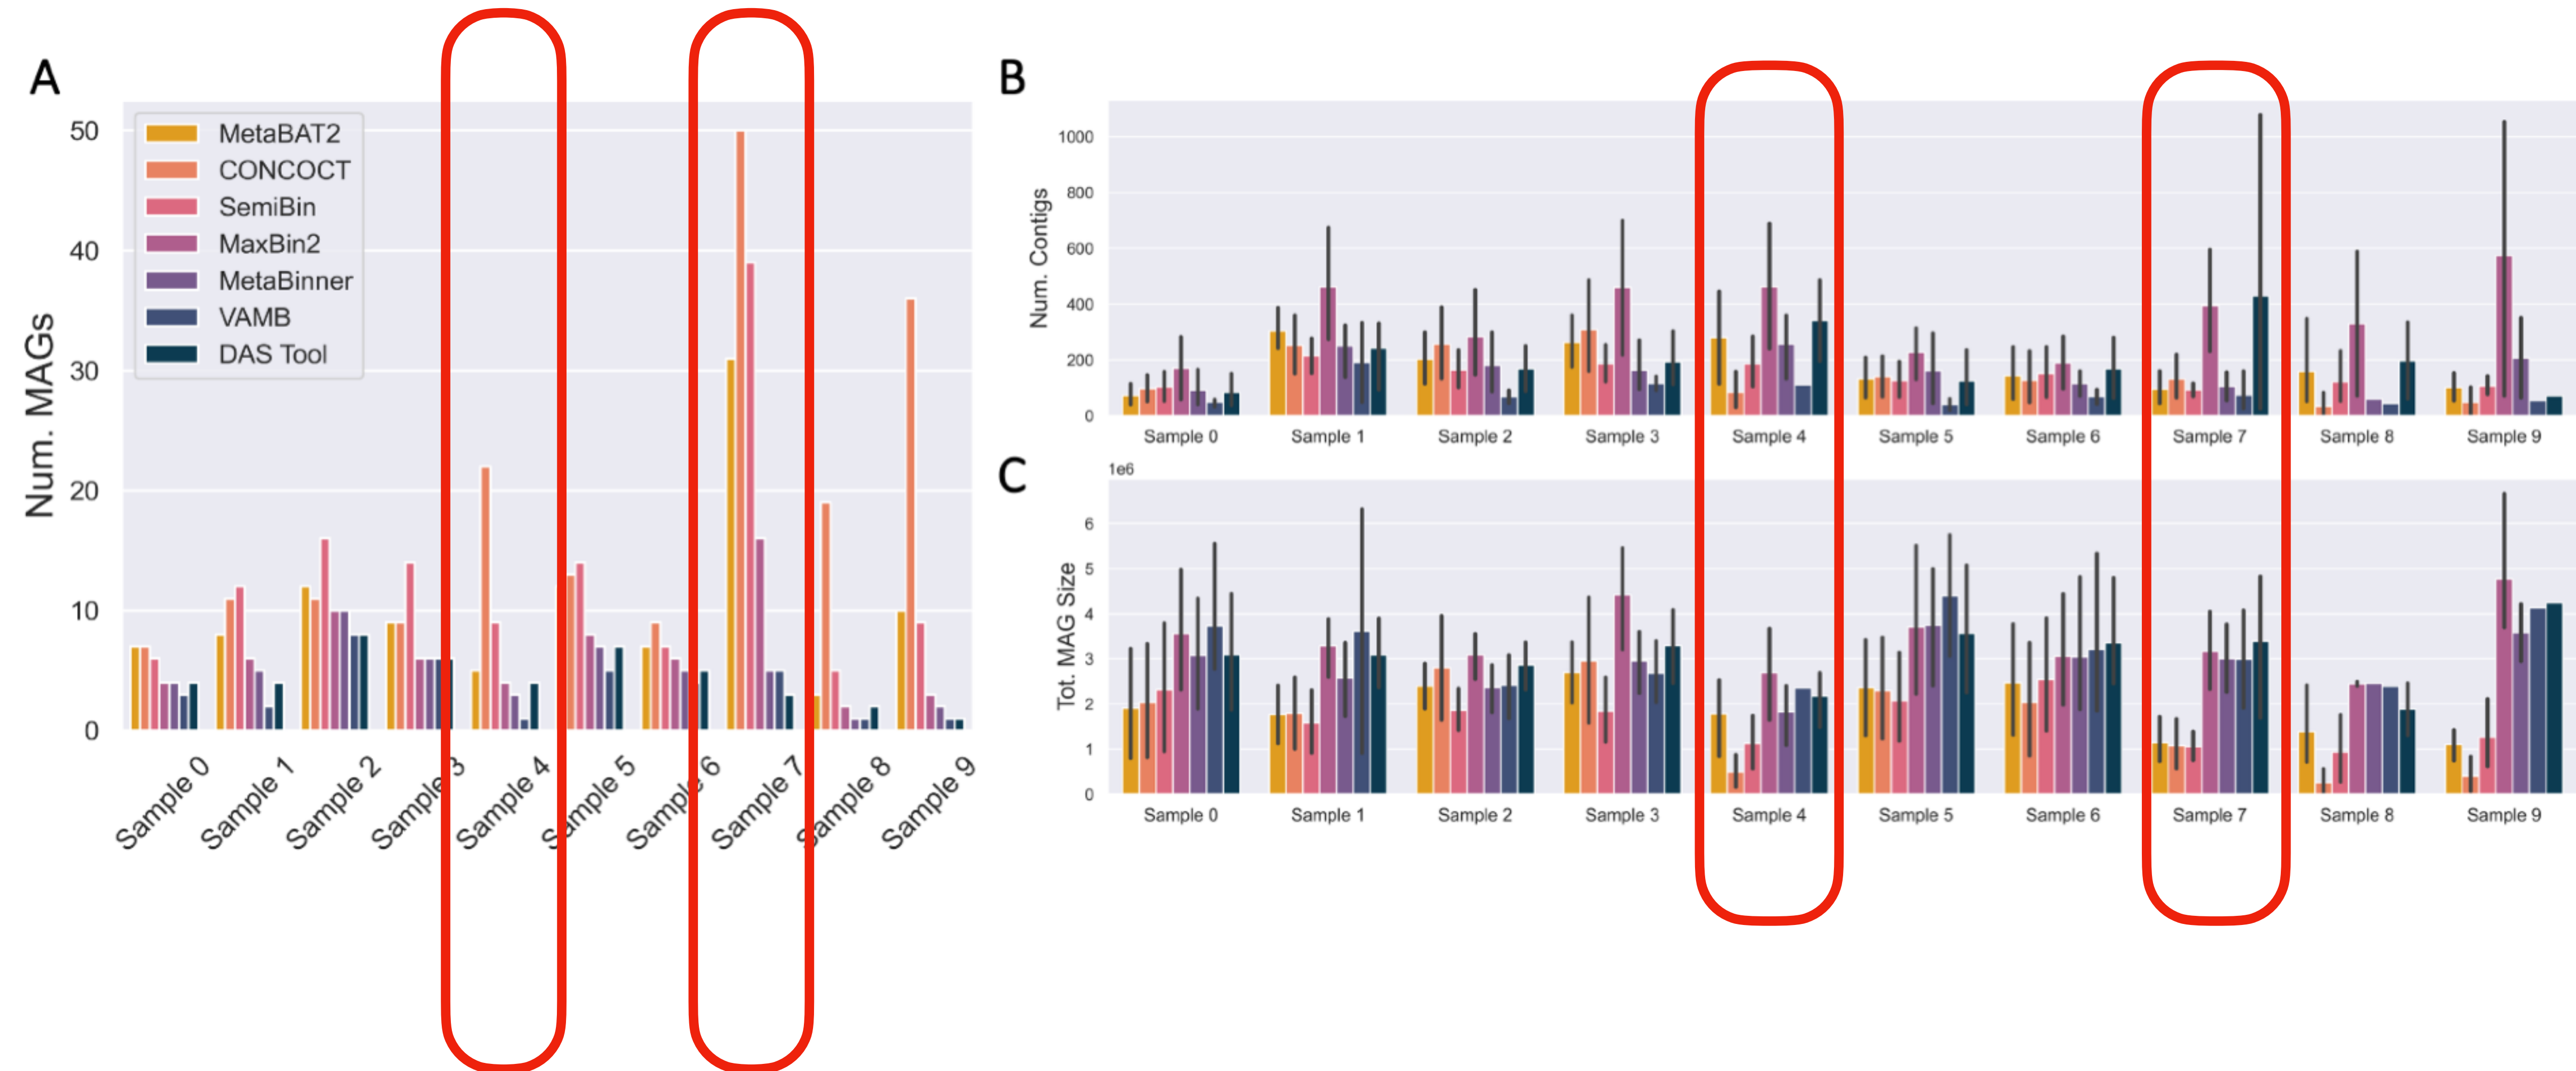 A
Num. MAGs
50
40
30
20
10
0
MetaBAT2
CONCOCT
SemiBin
MaxBin2
MetaBinner
VAMB
DAS Tool
Sample 0
Sample 1
Sample 2
Sample 3
Sample 4
Sample 5
Sample 6
Sample 7
Sample 8
Sample 9
B
Num. Contigs
1000
800
600
400
200
0
Sample 0
Sample 1
Sample 2
Sample 3
Sample 4
Sample 5
Sample 6
Sample 7
Sample 8
Sample 9
C
1e6
Tot. MAG Size
6
5
4
3
2
1
0
Sample 0
Sample 1
Sample 2
Sample 3
Sample 4
Sample 5
Sample 6
Sample 7
Sample 8
Sample 9